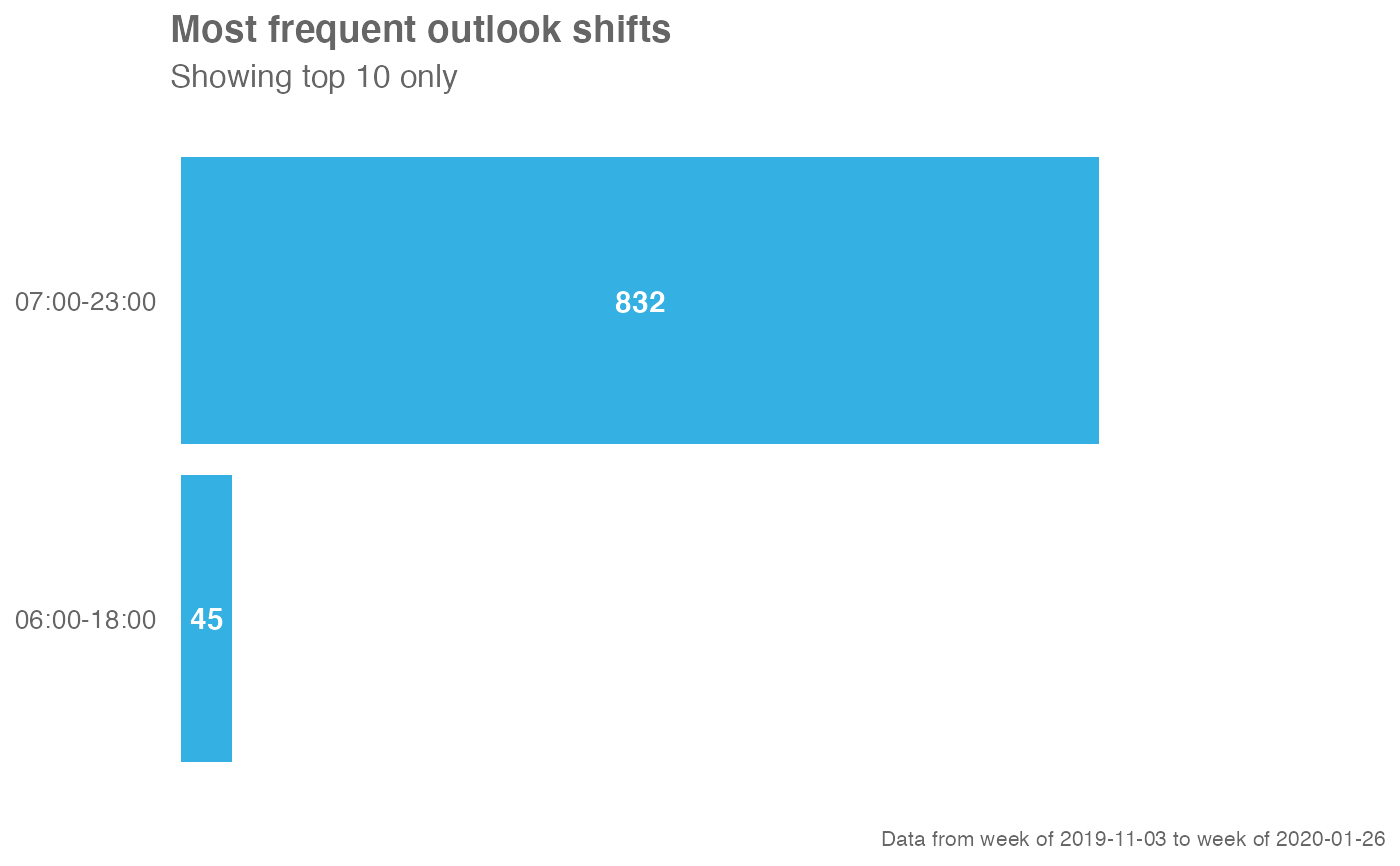 Most frequent outlook shifts
Showing top 10 only
07:00-23:00
832
06:00-18:00
45
Data from week of 2019-11-03 to week of 2020-01-26